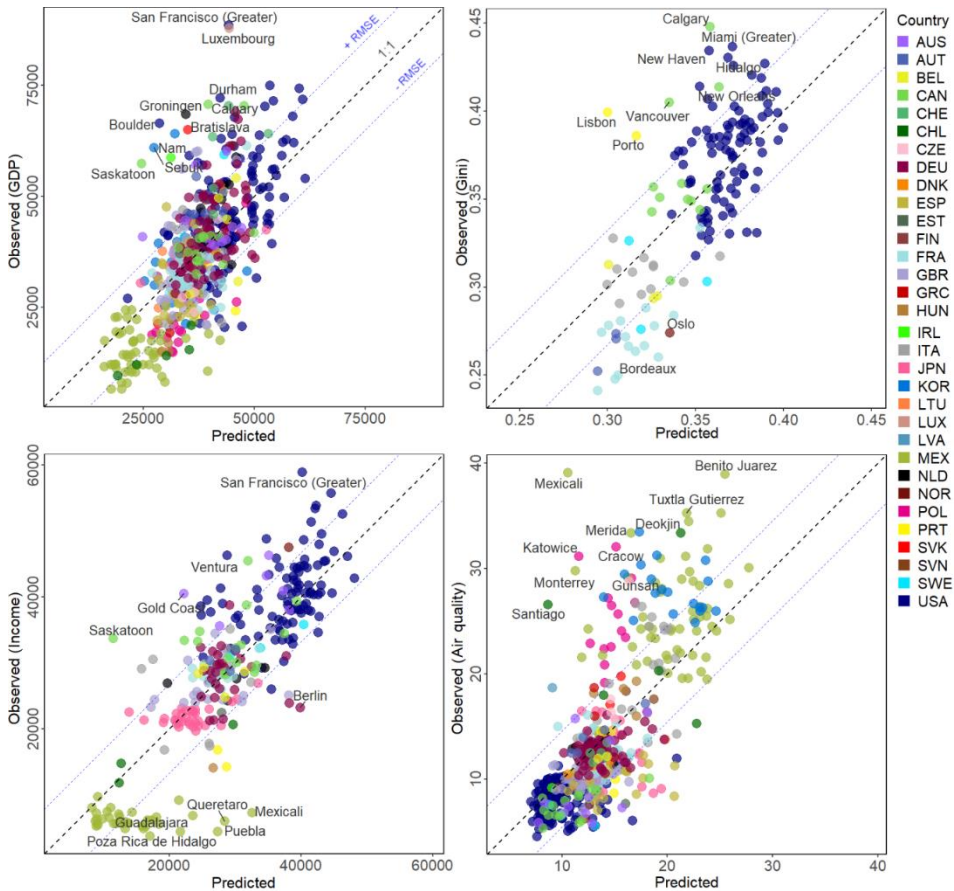 San Francisco (Greater)
Luxembourg
+ RMSE
1:1
- RMSE
Durham
Groningen
Calgary
Boulder
Bratislava
Nam
Sebuk
Saskatoon
75000
50000
25000
Observed (GDP)
25000 50000 75000
Predicted
Calgary
Miami (Greater)
New Haven
Hidalgo
New Orleans
Vancouver
Lisbon
Porto
Oslo
Bordeaux
0.45
0.40
0.35
0.30
0.25
Observed (Gini)
0.25 0.30 0.35 0.40 0.45
Predicted
San Francisco (Greater)
Ventura
Gold Coast
Saskatoon
Berlin
Queretaro
Mexicali
Guadalajara
Puebla
Poza Rica de Hidalgo
60000
40000
20000
Observed (Income)
20000 40000 60000
Predicted
Benito Juarez
Mexicali
Tuxtla Gutierrez
Merida
Deokjin
Katowice
Cracow
Monterrey
Gunsan
Santiago
40
30
20
10
Observed (Air quality)
10 20 30 40
Predicted
Country
AUS
AUT
BEL
CAN
CHE
CHL
CZE
DEU
DNK
ESP
EST
FIN
FRA
GBR
GRC
HUN
IRL
ITA
JPN
KOR
LTU
LUX
LVA
MEX
NLD
NOR
POL
PRT
SVK
SVN
SWE
USA